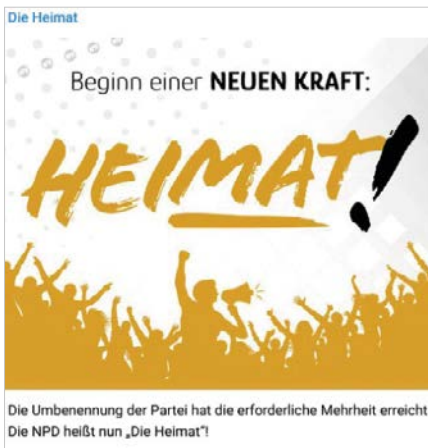 Die Heimat
Beginn einer NEUEN KRAFT:
HEIMAT!
Die Umbenennung der Partei hat die erforderliche Mehrheit erreicht
Die NPD heißt nun „Die Heimat“!